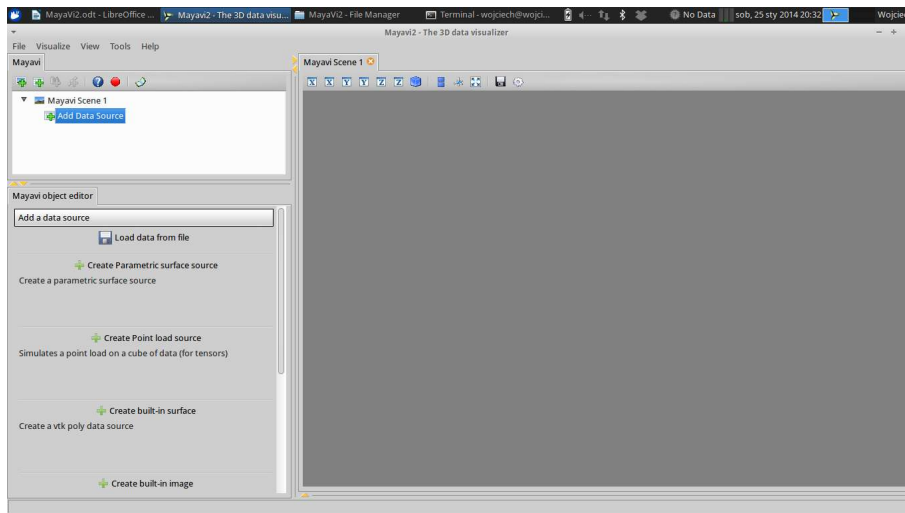 MayaVi2.odt - LibreOffice ... Mayavi2 - The 3D data visu... MayaVi2 - File Manager Terminal - wojciech@wojci... No Data sob, 25 sty 2014 20:32 Wojcie
Mayavi2 - The 3D data visualizer
File Visualize View Tools Help
Mayavi
Mayavi Scene 1
X X Y Y Z Z
Mayavi Scene 1
Add Data Source
Mayavi object editor
Add a data source
Load data from file
Create Parametric surface source
Create a parametric surface source
Create Point load source
Simulates a point load on a cube of data (for tensors)
Create built-in surface
Create a vtk poly data source
Create built-in image